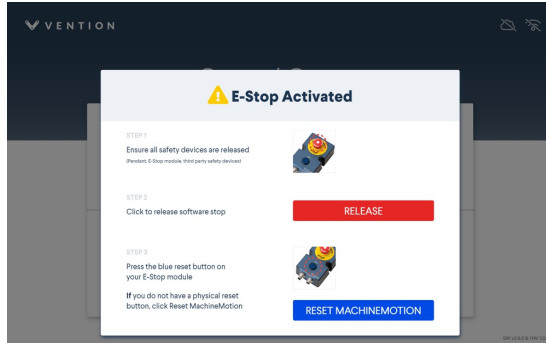 VENTION
E-Stop Activated
STEP 1
Ensure all safety devices are released
(Pendant, E-Stop module, third party safety devices)
STEP 2
Click to release software stop
RELEASE
STEP 3
Press the blue reset button on
your E-Stop module
If you do not have a physical reset
button, click Reset MachineMotion
RESET MACHINEMOTION